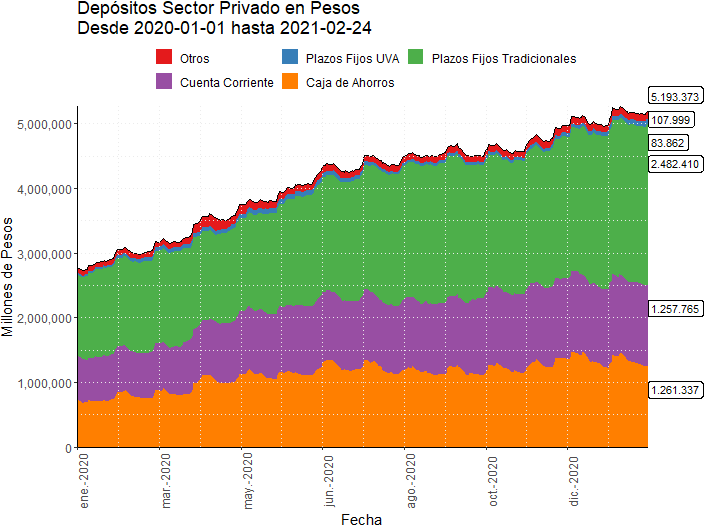 Depósitos Sector Privado en Pesos
Desde 2020-01-01 hasta 2021-02-24
Otros
Plazos Fijos UVA
Plazos Fijos Tradicionales
Cuenta Corriente
Caja de Ahorros
5.193.373
107.999
83.862
2.482.410
1.257.765
1.261.337
5,000,000
4,000,000
3,000,000
2,000,000
1,000,000
0
Millones de Pesos
ene.-2020
mar.-2020
may.-2020
jun.-2020
ago.-2020
oct.-2020
dic.-2020
Fecha